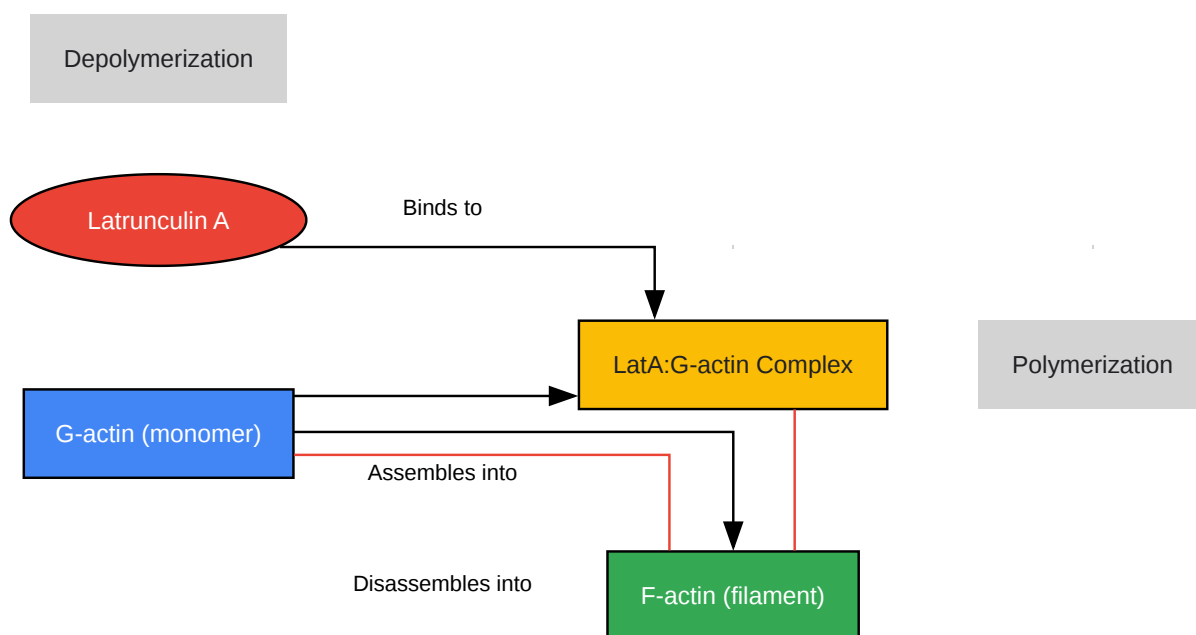 Depolymerization
Latrunculin A
Binds to
LatA:G-actin Complex
Polymerization
G-actin (monomer)
Assembles into
Disassembles into
F-actin (filament)